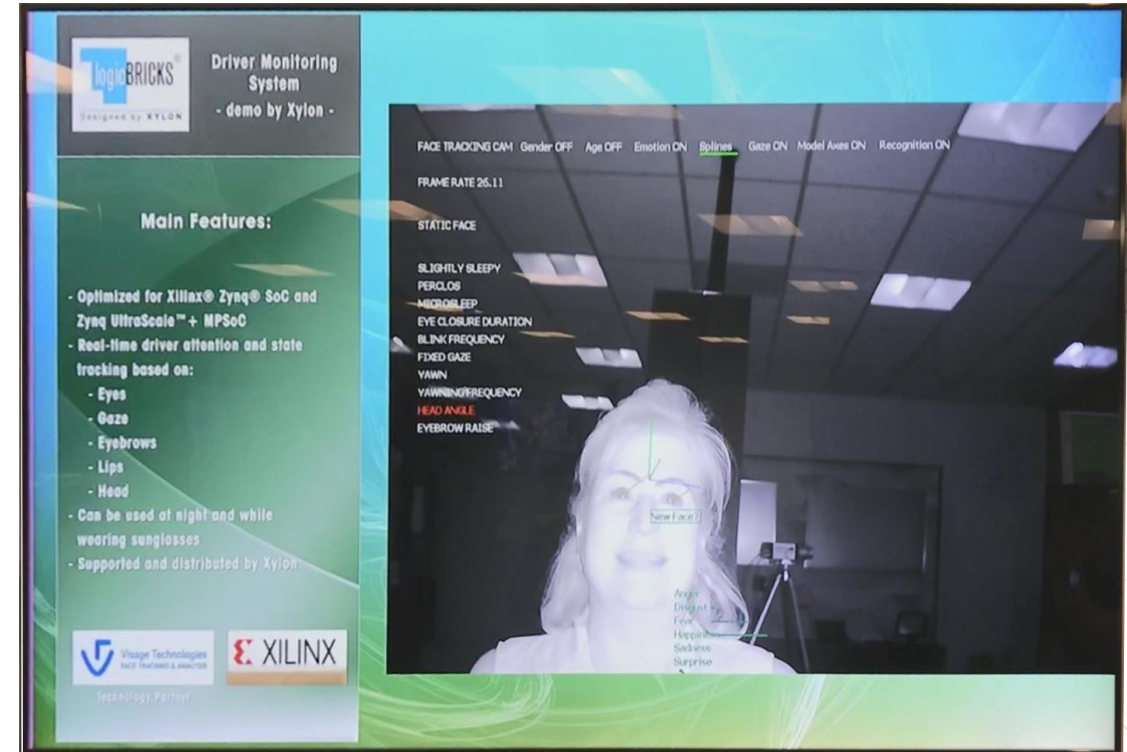 logicBRICKS®
Designed by XYLON
Driver Monitoring
System
- demo by Xylon -
Main Features:
- Optimized for Xilinx® Zynq® SoC and
Zynq UltraScale™+ MPSoC
- Real-time driver attention and state
tracking based on:
- Eyes
- Gaze
- Eyebrows
- Lips
- Head
- Can be used at night and while
wearing sunglasses
- Supported and distributed by Xylon
Visage Technologies
FACE TRACKING & ANALYSIS
XILINX
Technology Partner
FACE TRACKING CAM Gender OFF Age OFF Emotion ON Splines Gaze ON Model Axes ON Recognition ON
FRAME RATE 26.11
STATIC FACE
SLIGHTLY SLEEPY
PERCLOS
MICROSLEEP
EYE CLOSURE DURATION
BLINK FREQUENCY
FIXED GAZE
YAWN
YAWNING FREQUENCY
HEAD ANGLE
EYEBROW RAISE
New Face?
Anger
Disgust
Fear
Happiness
Sadness
Surprise